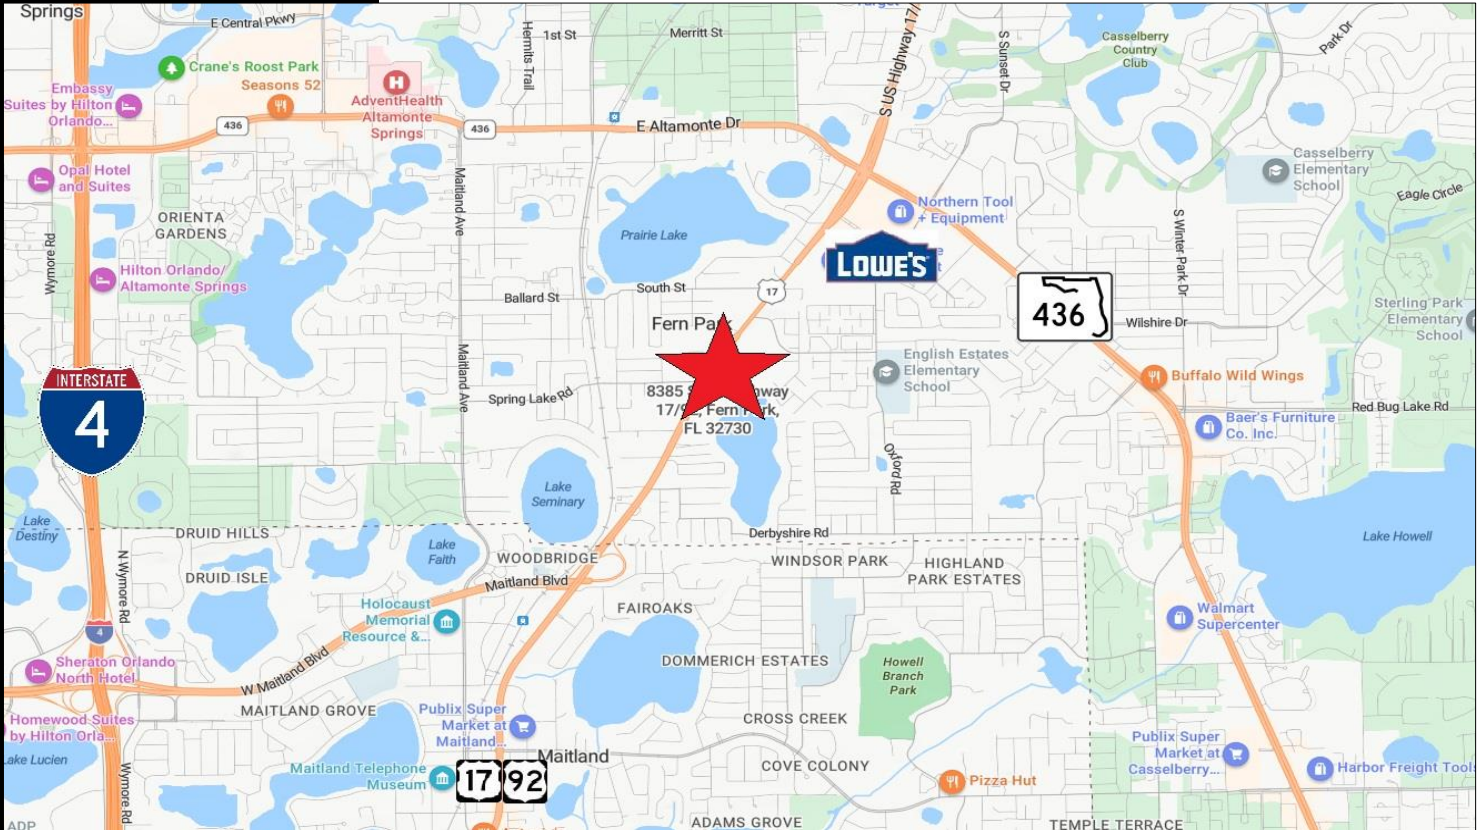 Springs
E Central Pkwy
Hermits Trail
1st St
Merritt St
Target
S US Highway 17/
S Sunset Dr
Casselberry
Country
Club
Park Dr
Crane's Roost Park
Seasons 52
Embassy
Suites by Hilton
Orlando...
H
AdventHealth
Altamonte
Springs
436
436
E Altamonte Dr
Opal Hotel
and Suites
Casselberry
Elementary
School
Eagle Circle
ORIENTA
GARDENS
Maitland Ave
Northern Tool
+ Equipment
S Winter Park Dr
Prairie Lake
Wymore Rd
LOWE'S
Hilton Orlando/
Altamonte Springs
Ballard St
South St
17
436
Sterling Park
Elementary
School
Fern Park
Wilshire Dr
Maitland Ave
English Estates
Elementary
School
Buffalo Wild Wings
INTERSTATE
4
Spring Lake Rd
8385 S
way
17/9
, Fern Park,
FL 32730
Red Bug Lake Rd
Baer's Furniture
Co. Inc.
Oxford Rd
Lake
Seminary
Lake
Destiny
DRUID HILLS
Derbyshire Rd
Lake Howell
Lake
Faith
WOODBRIDGE
WINDSOR PARK
HIGHLAND
PARK ESTATES
N Wymore Rd
DRUID ISLE
Maitland Blvd
Holocaust
Memorial
Resource &...
FAIROAKS
Walmart
Supercenter
4
Sheraton Orlando
North Hotel
W Maitland Blvd
DOMMERICH ESTATES
Howell
Branch
Park
MAITLAND GROVE
Homewood Suites
by Hilton Orla...
Publix Super
Market at
Maitland...
CROSS CREEK
Lake Lucien
Maitland
COVE COLONY
Publix Super
Market at
Casselberry...
Maitland Telephone
Museum
17
92
Pizza Hut
Harbor Freight Tools
Wymore Rd
ADP
ADAMS GROVE
TEMPLE TERRACE